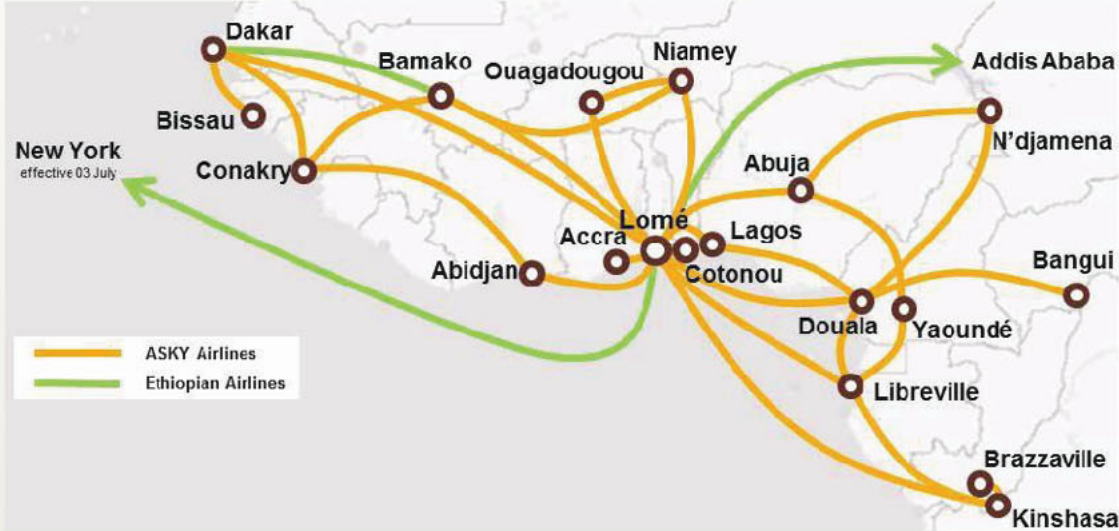 Dakar
Bamako
Ouagadougou
Niamey
Addis Ababa
Bissau
N'djamena
New York
effective 03 July
Conakry
Abuja
Lomé
Accra
Lagos
Cotonou
Abidjan
Bangui
Douala
Yaoundé
ASKY Airlines
Ethiopian Airlines
Libreville
Brazzaville
Kinshasa